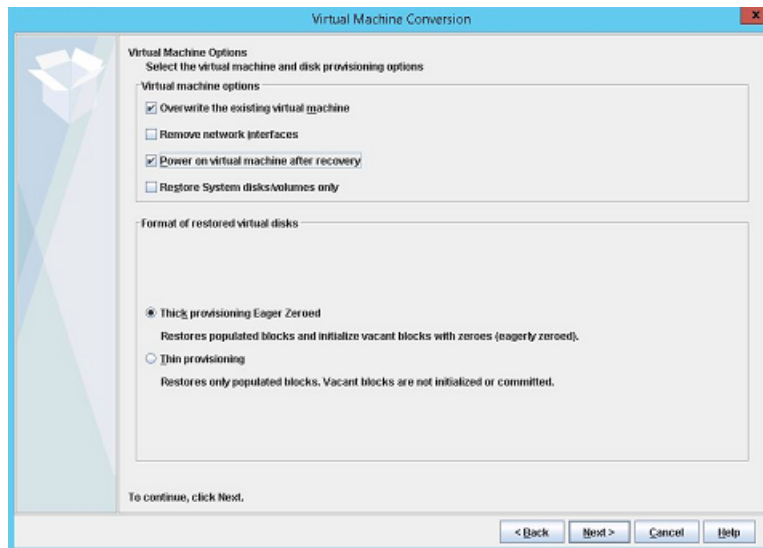 Virtual Machine Conversion
x
Virtual Machine Options
Select the virtual machine and disk provisioning options
Virtual machine options
Overwrite the existing virtual machine
Remove network interfaces
Power on virtual machine after recovery
Restore System disks/volumes only
Format of restored virtual disks
Thick provisioning Eager Zeroed
Restores populated blocks and initialize vacant blocks with zeroes (eagerly zeroed).
Thin provisioning
Restores only populated blocks. Vacant blocks are not initialized or committed.
To continue, click Next.
< Back Next > Cancel Help